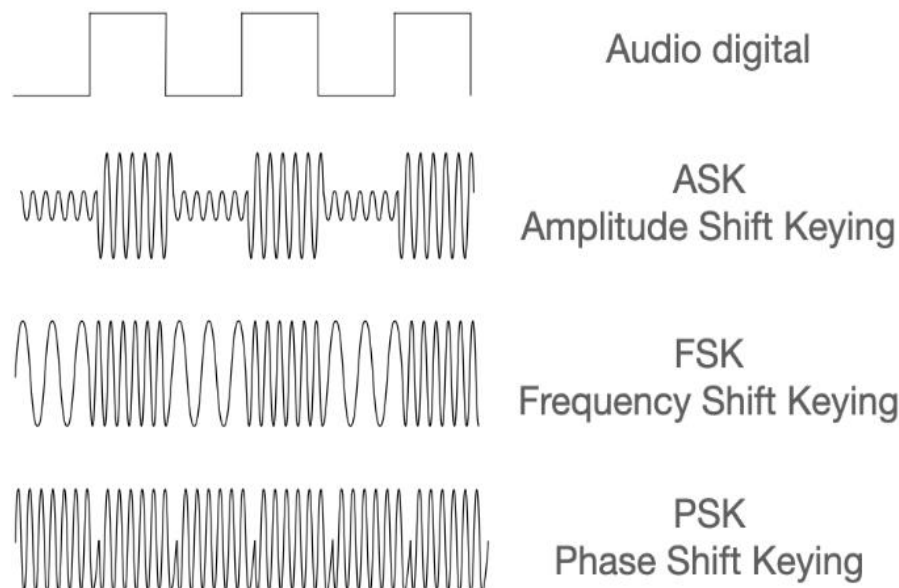 Audio digital
ASK
Amplitude Shift Keying
FSK
Frequency Shift Keying
PSK
Phase Shift Keying